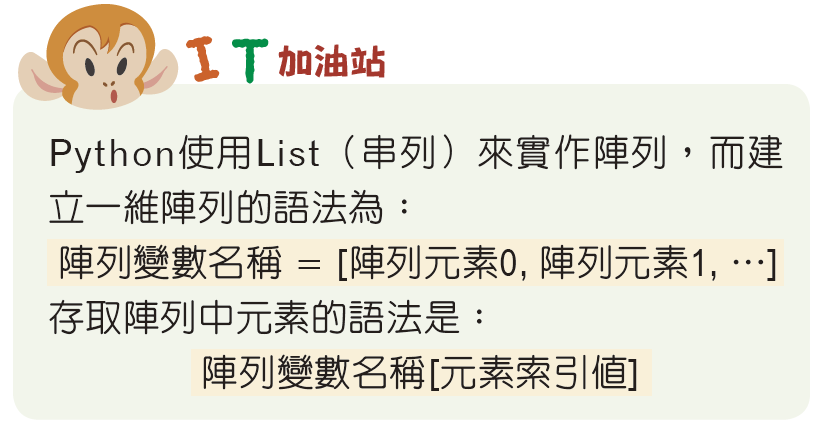 IT加油站
Python使用List（串列）來實作陣列，而建
立一維陣列的語法為：
陣列變數名稱 = [陣列元素0, 陣列元素1, …]
存取陣列中元素的語法是：
陣列變數名稱[元素索引值]